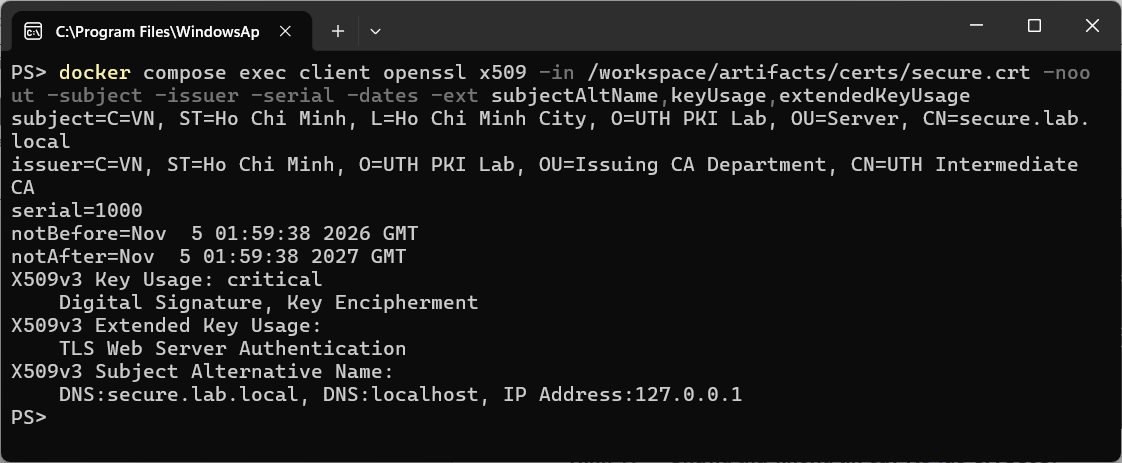 C:\Program Files\WindowsAp
PS> docker compose exec client openssl x509 -in /workspace/artifacts/certs/secure.crt -noo
ut -subject -issuer -serial -dates -ext subjectAltName,keyUsage,extendedKeyUsage
subject=C=VN, ST=Ho Chi Minh, L=Ho Chi Minh City, O=UTH PKI Lab, OU=Server, CN=secure.lab.
local
issuer=C=VN, ST=Ho Chi Minh, O=UTH PKI Lab, OU=Issuing CA Department, CN=UTH Intermediate
CA
serial=1000
notBefore=Nov  5 01:59:38 2026 GMT
notAfter=Nov  5 01:59:38 2027 GMT
X509v3 Key Usage: critical
    Digital Signature, Key Encipherment
X509v3 Extended Key Usage:
    TLS Web Server Authentication
X509v3 Subject Alternative Name:
    DNS:secure.lab.local, DNS:localhost, IP Address:127.0.0.1
PS>